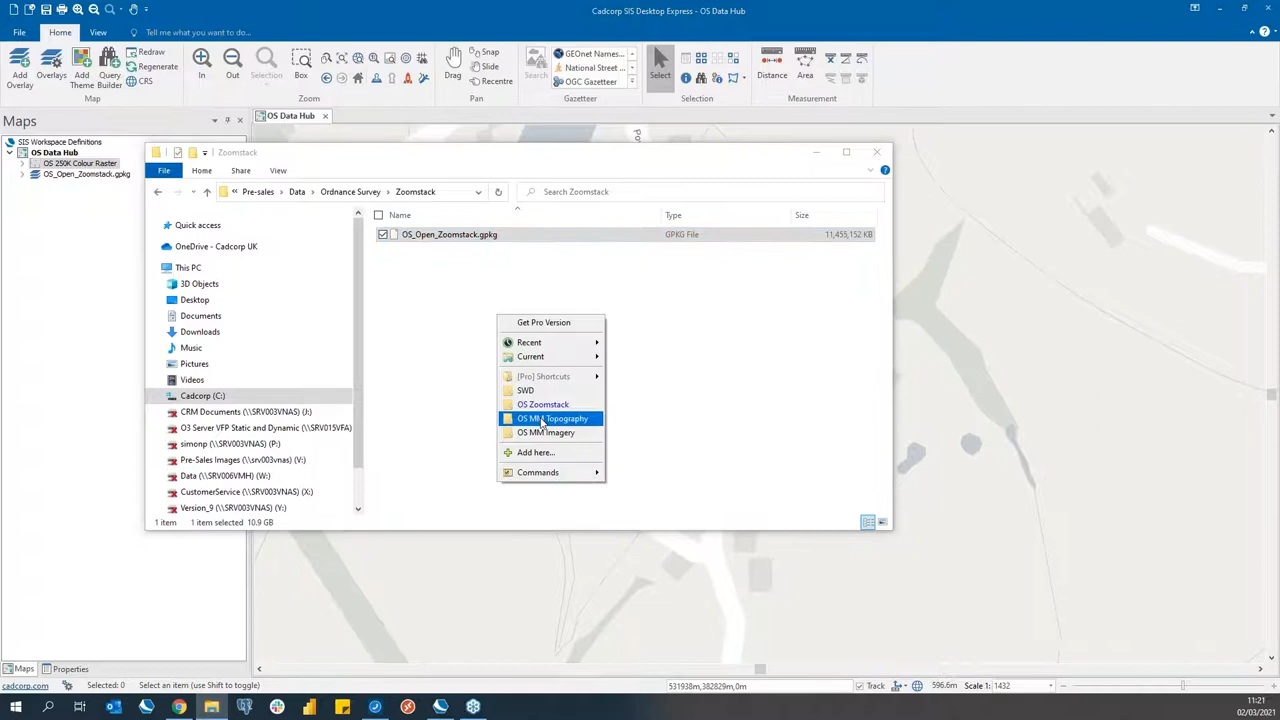 Cadcorp SIS Desktop Express - OS Data Hub
File Home View Tell me what you want to do...
Add Overlay
Overlays
Add Theme
Query Builder
Redraw
Regenerate
CRS
Map
In
Out
Selection
Box
Zoom
Drag
Snap
Slide
Recentre
Pan
Search
GEOnet Names...
National Street ...
OGC Gazetteer
Gazetteer
Select
Selection
Distance
Area
Measurement
Maps
OS Data Hub
SIS Workspace Definitions
OS Data Hub
OS 250K Colour Raster
OS_Open_Zoomstack.gpkg
Zoomstack
File Home Share View
Pre-sales Data Ordnance Survey Zoomstack
Search Zoomstack
Name Type Size
OS_Open_Zoomstack.gpkg GPKG File 11,455,152 KB
Quick access
OneDrive - Cadcorp UK
This PC
3D Objects
Desktop
Documents
Downloads
Music
Pictures
Videos
Cadcorp (C:)
CRM Documents (\\SRV003VNAS) (J:)
O3 Server VFP Static and Dynamic (\\SRV015VFA)
simonp (\\SRV003VNAS) (P:)
Pre-Sales Images (\\srv003vnas) (V:)
Data (\\SRV006VMH) (W:)
CustomerService (\\SRV003VNAS) (X:)
Version_9 (\\SRV003VNAS) (Y:)
1 item 1 item selected 10.9 GB
Get Pro Version
Recent
Current
[Pro] Shortcuts
SWD
OS Zoomstack
OS MM Topography
OS MM Imagery
Add here...
Commands
Maps Properties
cadcorp.com Selected: 0 Select an item (use Shift to toggle) 531938m,382829m,0m Track 596.6m Scale 1: 1432
11:21
02/03/2021